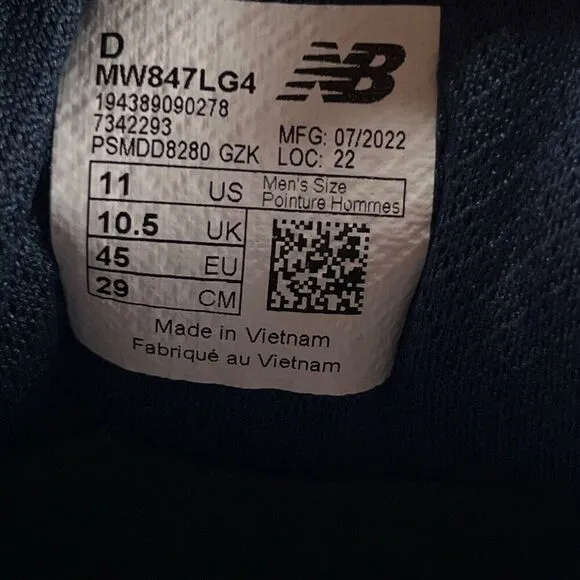 D
MW847LG4
194389090278
7342293
PSMDD8280 GZK
NB
MFG: 07/2022
LOC: 22
11 US
10.5 UK
45 EU
29 CM
Men's Size
Pointure Hommes
Made in Vietnam
Fabriqué au Vietnam